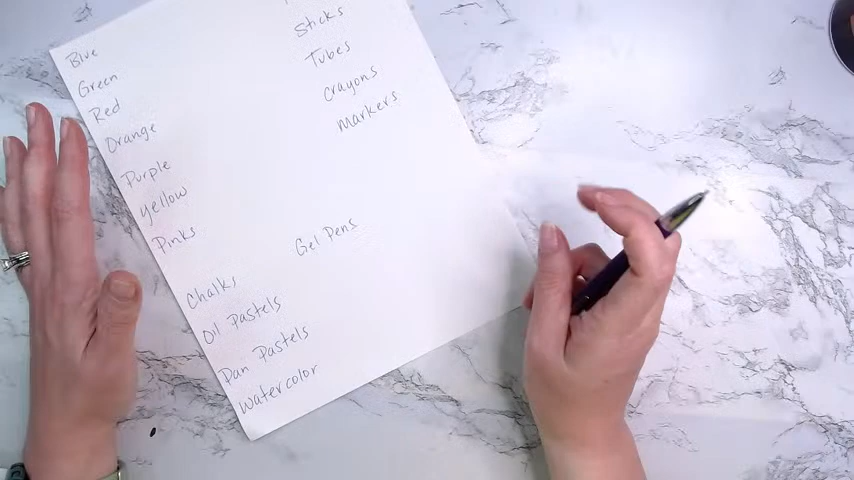 Blue
Green
Red
Orange
Purple
Yellow
Pinks
Chalks
Oil Pastels
Pan Pastels
Watercolor
Sticks
Tubes
Crayons
Markers
Gel Pens